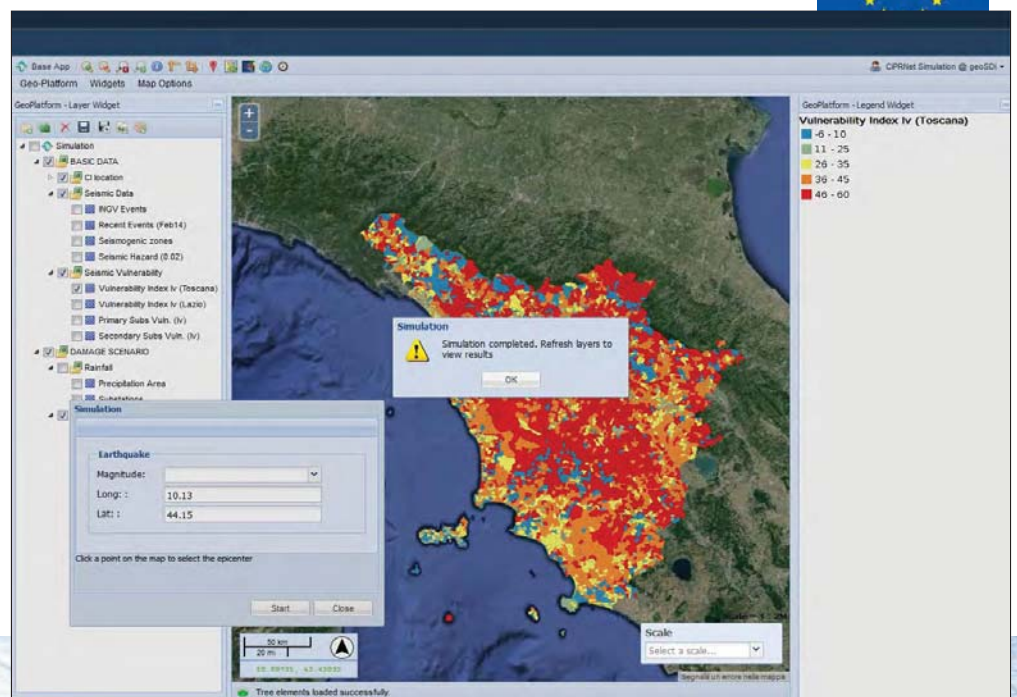 Base App
CIPRNet Simulation @ geoSDI
Geo-Platform Widgets Map Options
GeoPlatform - Layer Widget
Simulation
BASIC DATA
CI location
Seismic Data
INGV Events
Recent Events (Feb14)
Seismogenic zones
Seismic Hazard (0.02)
Seismic Vulnerability
Vulnerability Index Iv (Toscana)
Vulnerability Index Iv (Lazio)
Primary Subs Vuln. (Iv)
Secondary Subs Vuln. (Iv)
DAMAGE SCENARIO
Rainfall
Precipitation Area
Substations
Simulation
Earthquake
Magnitude:
Long: : 10.13
Lat: : 44.15
Click a point on the map to select the epicenter
Start Close
+
-
Simulation
Simulation completed. Refresh layers to
view results
OK
50 km
20 mi
Scale
Select a scale...
Segnala un errore nelle mappe
Tree elements loaded successfully.
GeoPlatform - Legend Widget
Vulnerability Index Iv (Toscana)
-6 - 10
11 - 25
26 - 35
36 - 45
46 - 60